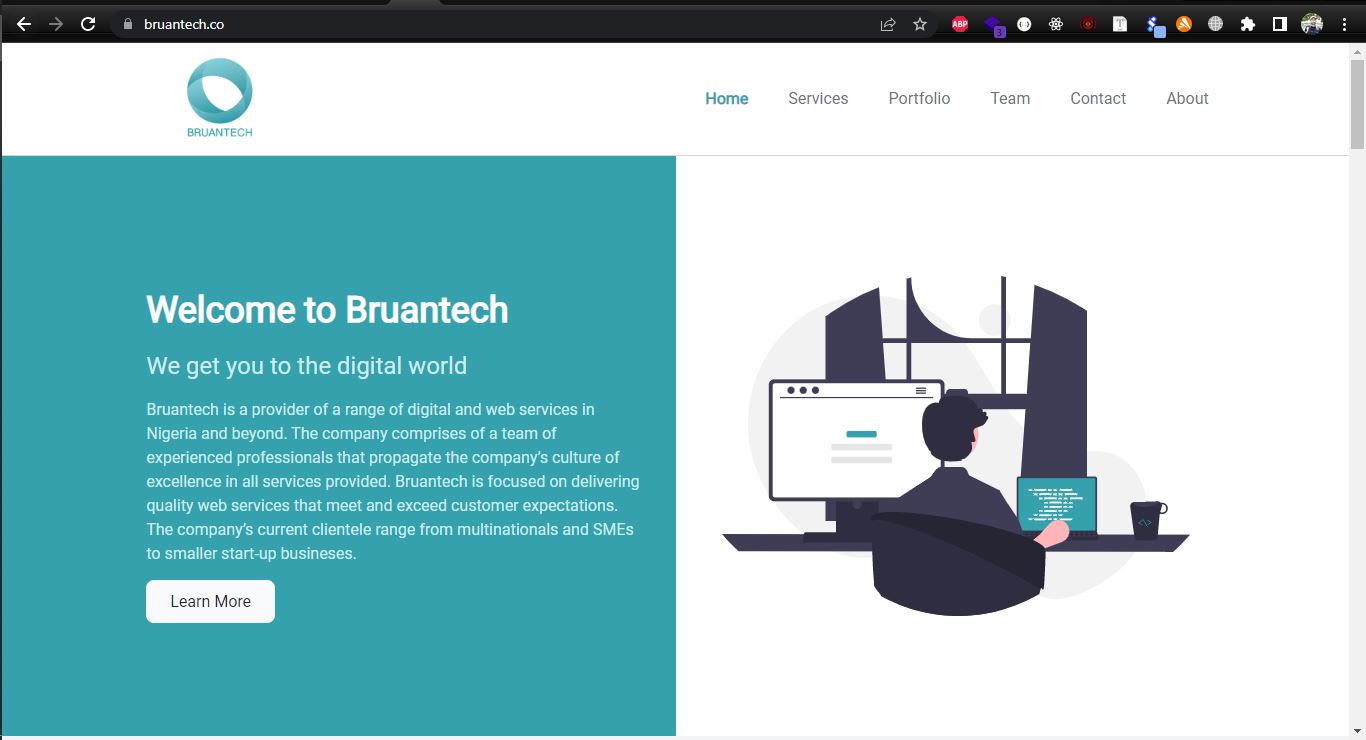 bruantech.co
ABP
3
BRUANTECH
Home
Services
Portfolio
Team
Contact
About
Welcome to Bruantech
We get you to the digital world
Bruantech is a provider of a range of digital and web services in
Nigeria and beyond. The company comprises of a team of
experienced professionals that propagate the company's culture of
excellence in all services provided. Bruantech is focused on delivering
quality web services that meet and exceed customer expectations.
The company's current clientele range from multinationals and SMEs
to smaller start-up busineses.
Learn More